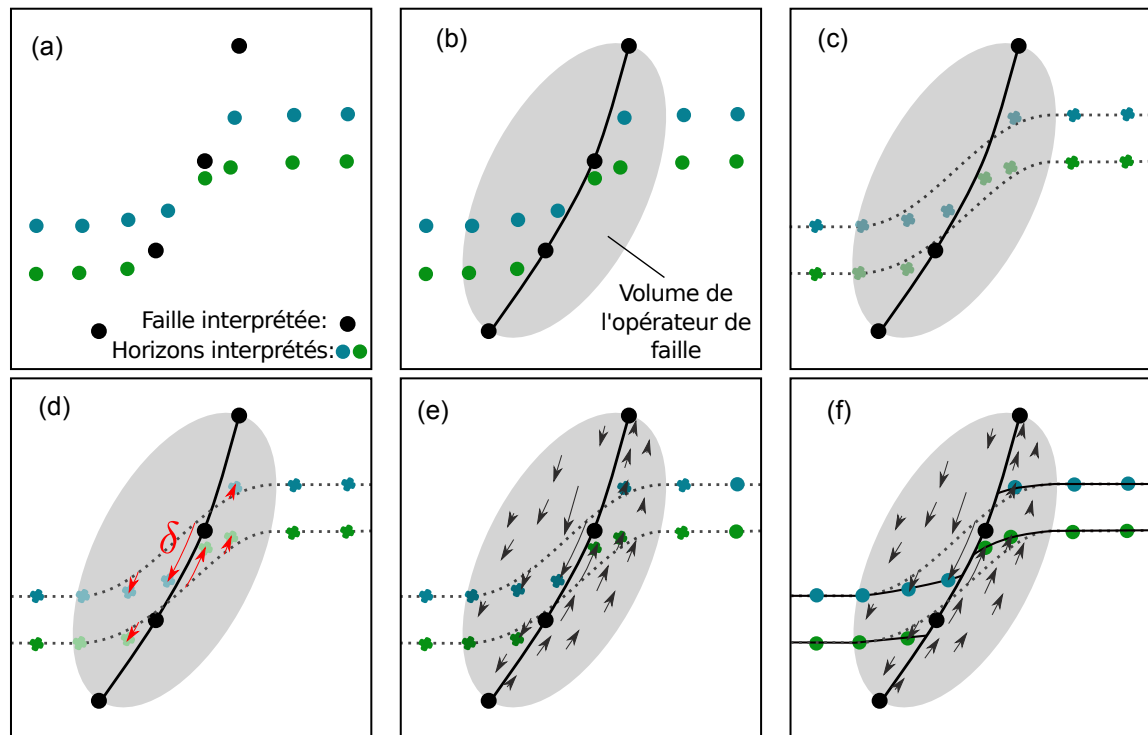 (a)
Faille interprétée:
Horizons interprétés:
(b)
Volume de
l'opérateur de
faille
(c)
(d)
δ
(e)
(f)